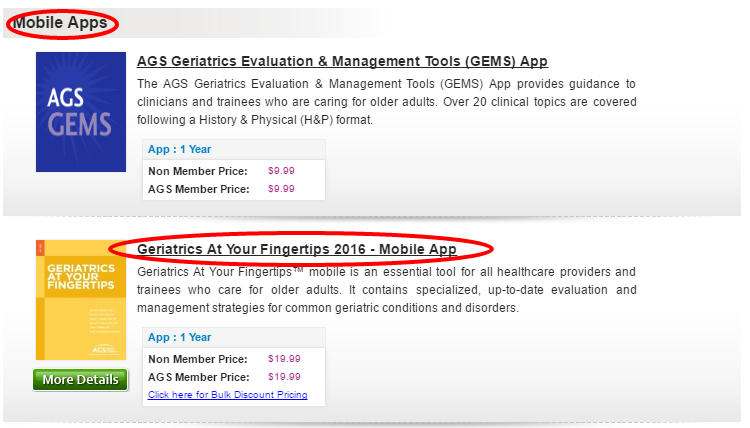 Mobile Apps
AGS Geriatrics Evaluation & Management Tools (GEMS) App
AGS
GEMS
The AGS Geriatrics Evaluation & Management Tools (GEMS) App provides guidance to
clinicians and trainees who are caring for older adults. Over 20 clinical topics are covered
following a History & Physical (H&P) format.
App : 1 Year
Non Member Price: $9.99
AGS Member Price: $9.99
Geriatrics At Your Fingertips 2016 - Mobile App
GERIATRICS
AT YOUR
FINGERTIPS
AGS
Geriatrics At Your Fingertips™ mobile is an essential tool for all healthcare providers and
trainees who care for older adults. It contains specialized, up-to-date evaluation and
management strategies for common geriatric conditions and disorders.
App : 1 Year
Non Member Price: $19.99
AGS Member Price: $19.99
Click here for Bulk Discount Pricing
More Details